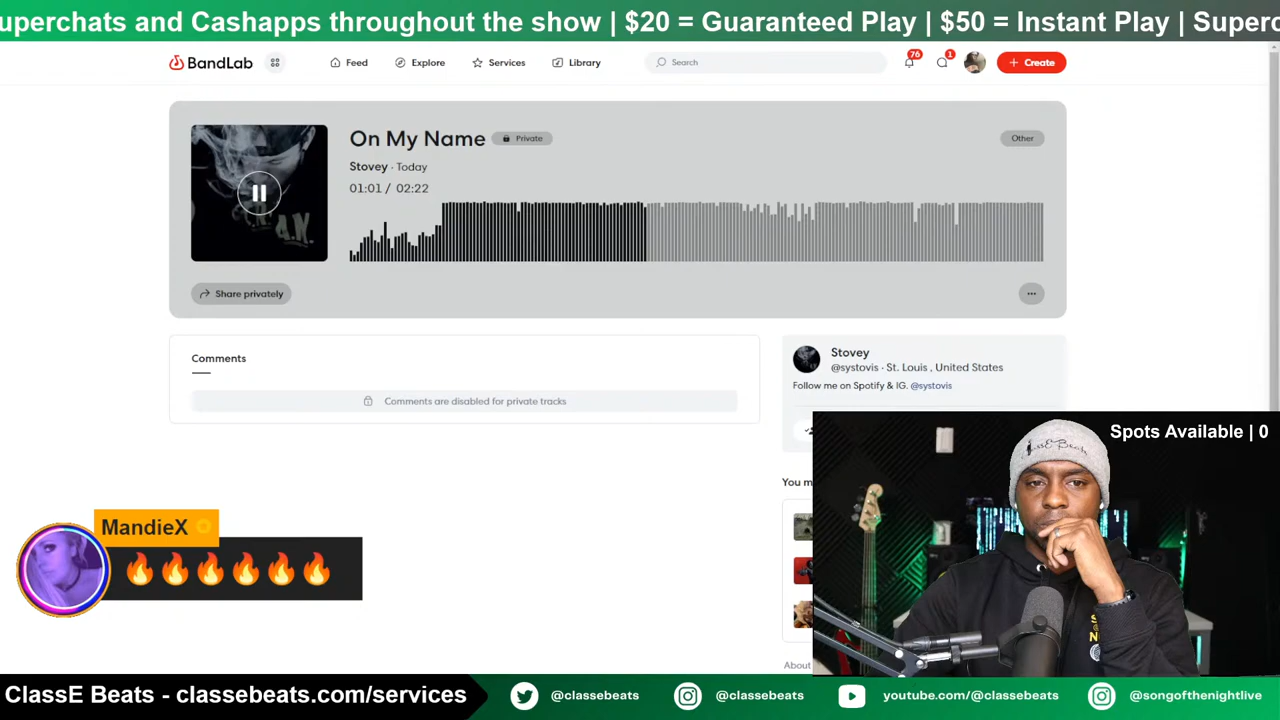 uperchats and Cashapps throughout the show | $20 = Guaranteed Play | $50 = Instant Play | Superc
BandLab
Feed
Explore
Services
Library
Search
76
1
+ Create
On My Name
Private
Other
Stovey · Today
01:01 / 02:22
Share privately
Comments
Comments are disabled for private tracks
Stovey
@systovis · St. Louis , United States
Follow me on Spotify & IG. @systovis
You m
About
Spots Available | 0
ClassE Beats
MandieX
ClassE Beats - classebeats.com/services
@classebeats
@classebeats
youtube.com/@classebeats
@songofthenightlive